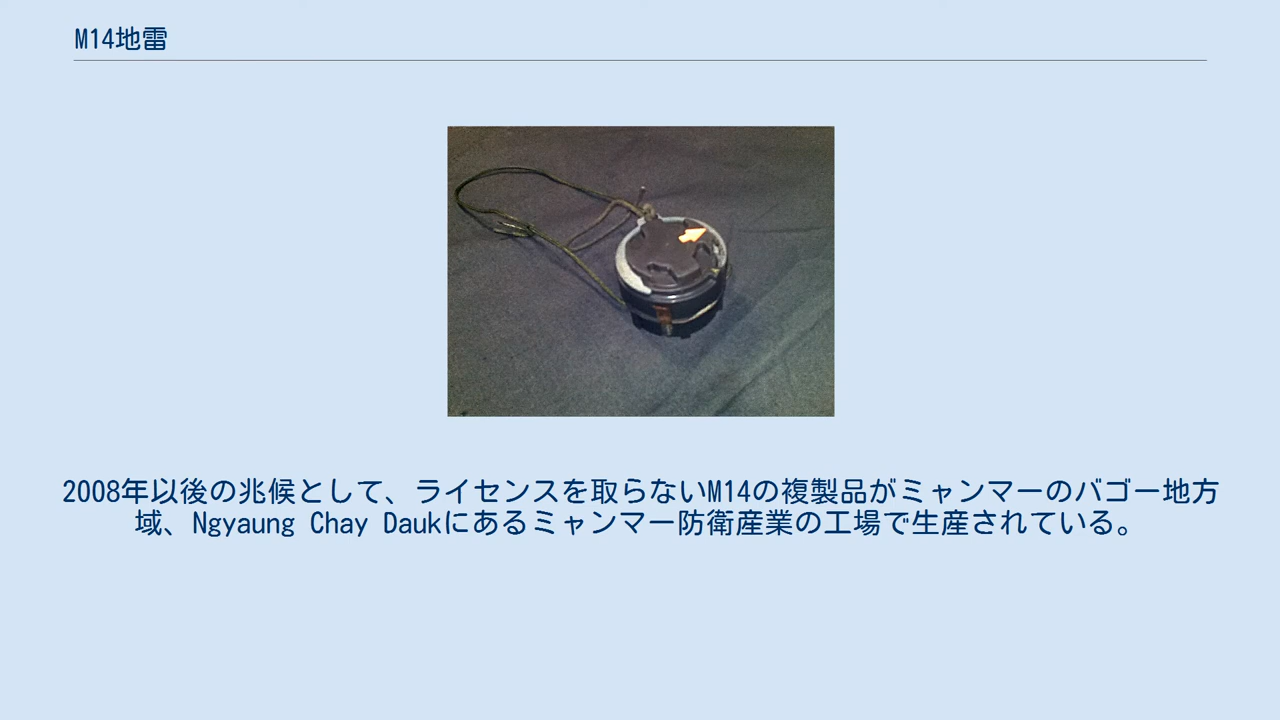 M14地雷
2008年以後の兆候として、ライセンスを取らないM14の複製品がミャンマーのバゴー地方
域、Ngyaung Chay Daukにあるミャンマー防衛産業の工場で生産されている。